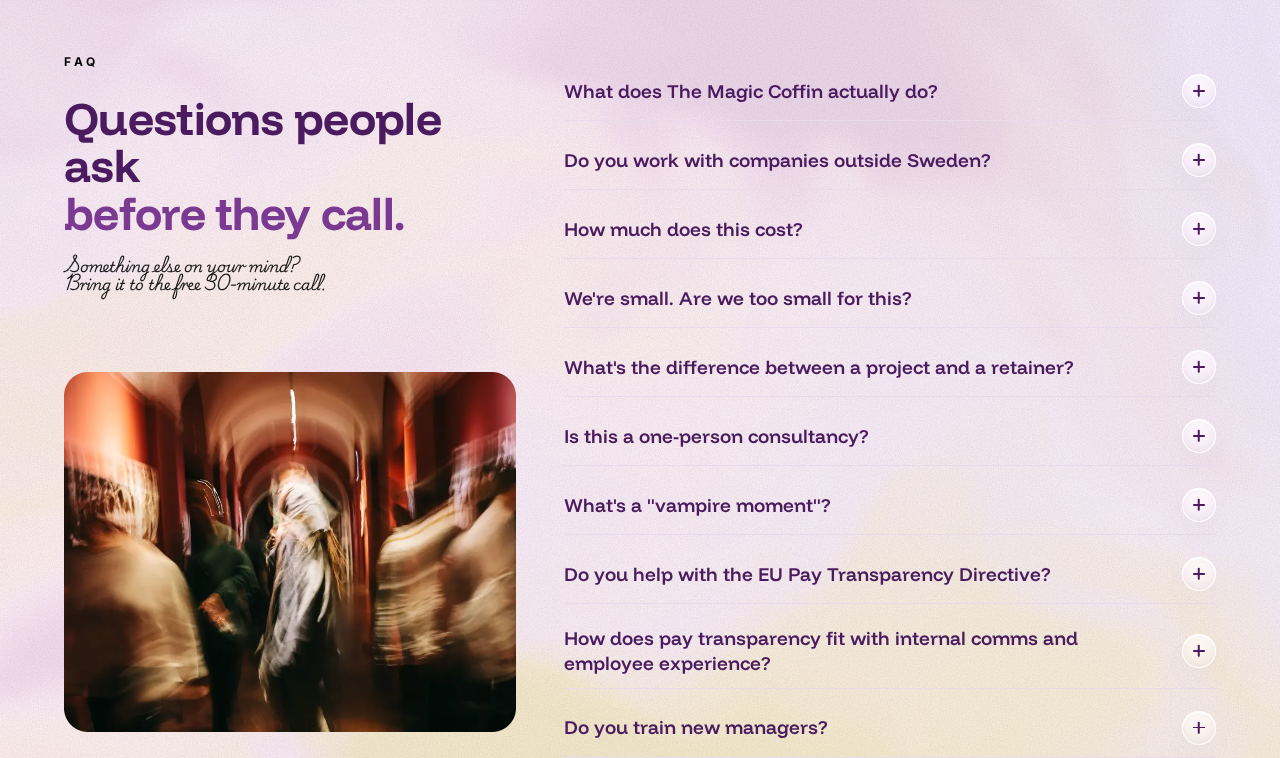 FAQ
Questions people
ask
before they call.
Something else on your mind?
Bring it to the free 30-minute call.
What does The Magic Coffin actually do?
Do you work with companies outside Sweden?
How much does this cost?
We're small. Are we too small for this?
What's the difference between a project and a retainer?
Is this a one-person consultancy?
What's a "vampire moment"?
Do you help with the EU Pay Transparency Directive?
How does pay transparency fit with internal comms and
employee experience?
Do you train new managers?